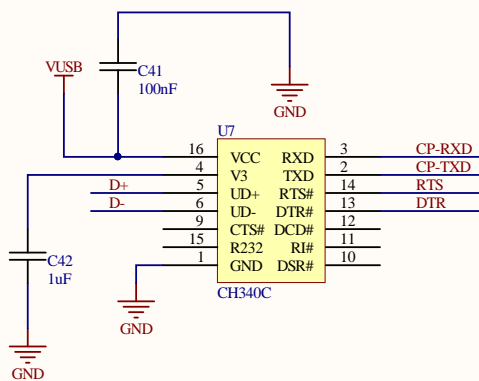 VUSB
C41
100nF
GND
U7
16 VCC RXD 3 CP-RXD
4 V3 TXD 2 CP-TXD
D+ 5 UD+ RTS# 14 RTS
D- 6 UD- DTR# 13 DTR
9 CTS# DCD# 12
15 R232 RI# 11
1 GND DSR# 10
C42
1uF
CH340C
GND
GND